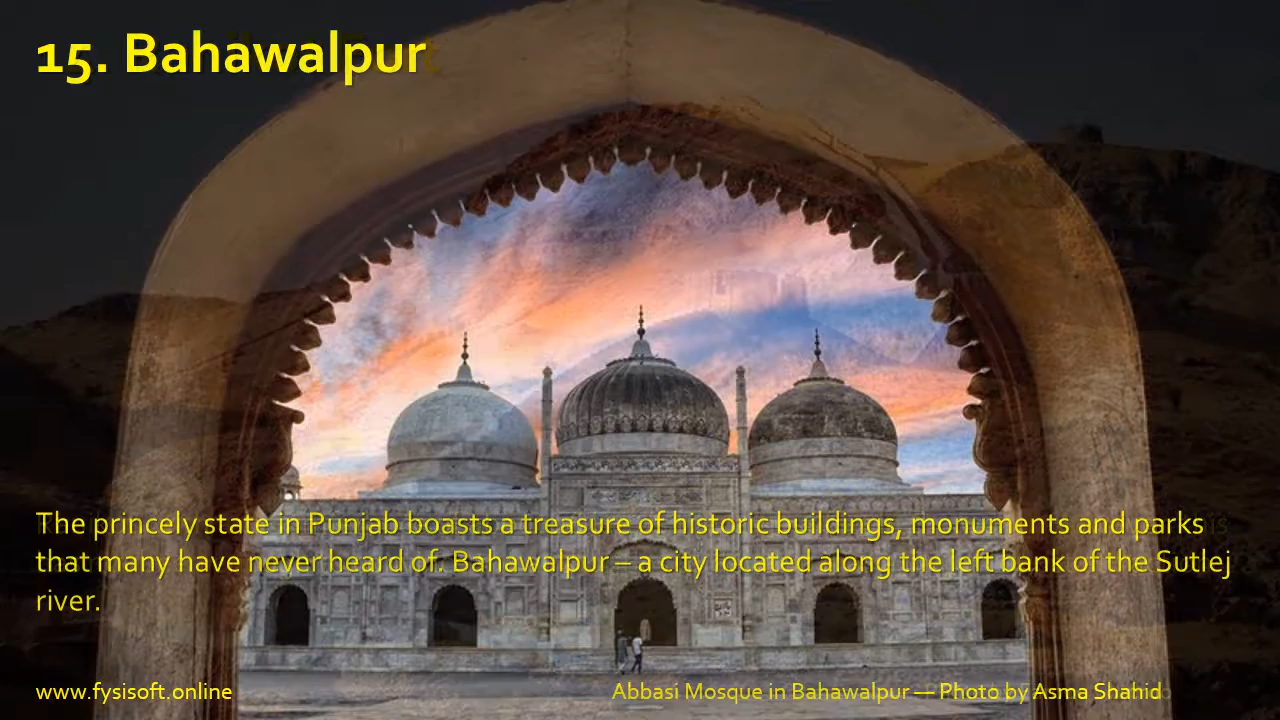 15. Bahawalpur
The princely state in Punjab boasts a treasure of historic buildings, monuments and parks
that many have never heard of. Bahawalpur – a city located along the left bank of the Sutlej
river.
www.fysisoft.online
Abbasi Mosque in Bahawalpur — Photo by Asma Shahid